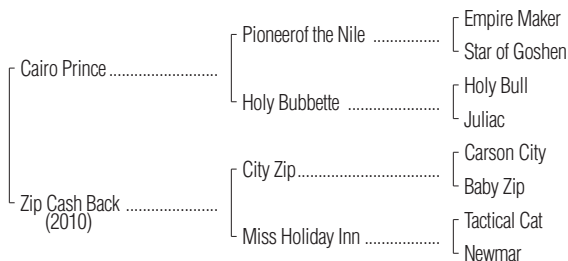 Cairo Prince
Pioneerof the Nile
Empire Maker
Star of Goshen
Holy Bubbette
Holy Bull
Juliac
Zip Cash Back
(2010)
City Zip
Carson City
Baby Zip
Miss Holiday Inn
Tactical Cat
Newmar